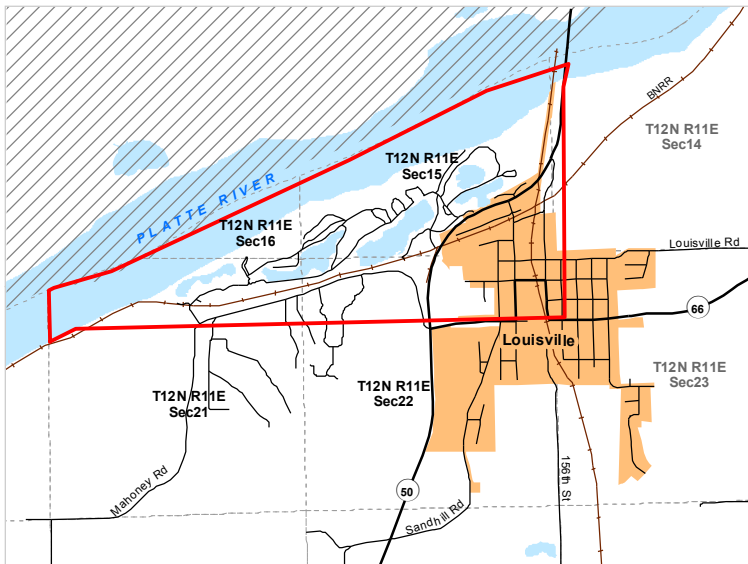 BNRR
T12N R11E
Sec14
T12N R11E
Sec15
PLATTE RIVER
T12N R11E
Sec16
Louisville Rd
66
Louisville
T12N R11E
Sec23
T12N R11E
Sec22
T12N R11E
Sec21
Mahoney Rd
50
Sandhill Rd
156th St